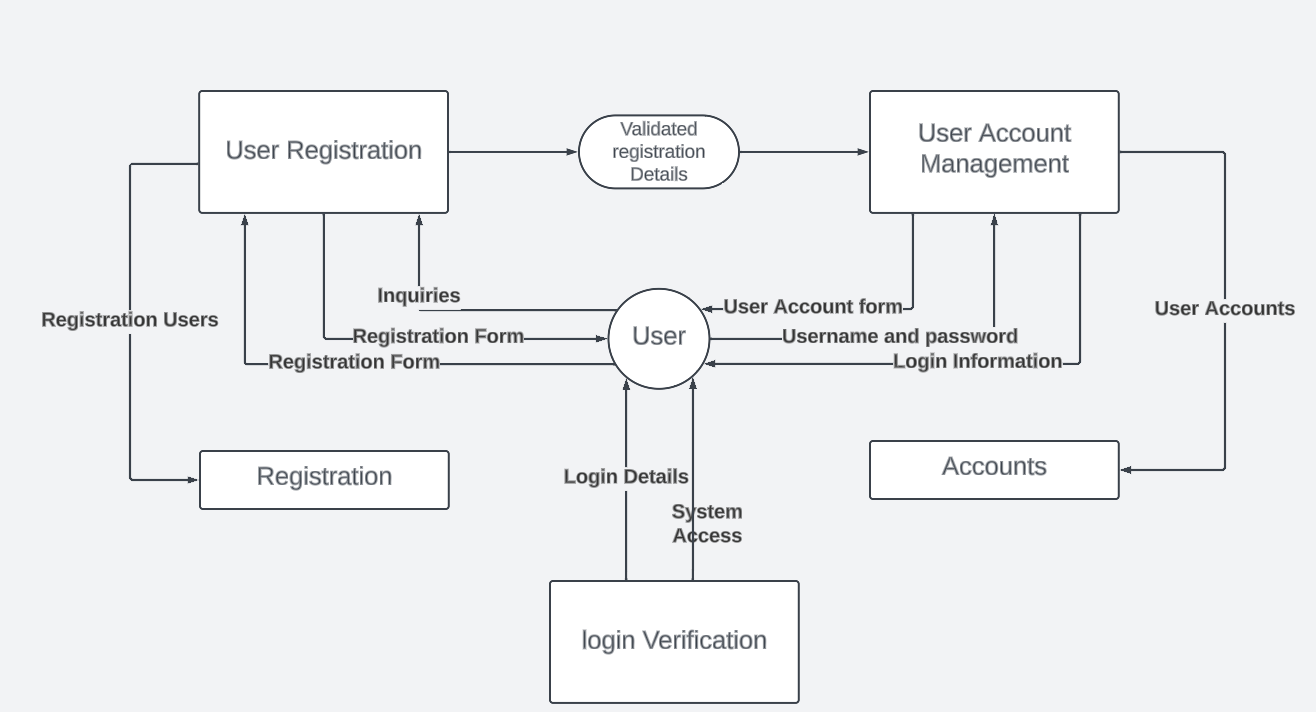 User Registration
Validated
registration
Details
User Account
Management
Inquiries
User Account form
Registration Users
User
User Accounts
Registration Form
Username and password
Registration Form
Login Information
Registration
Accounts
Login Details
System
Access
login Verification